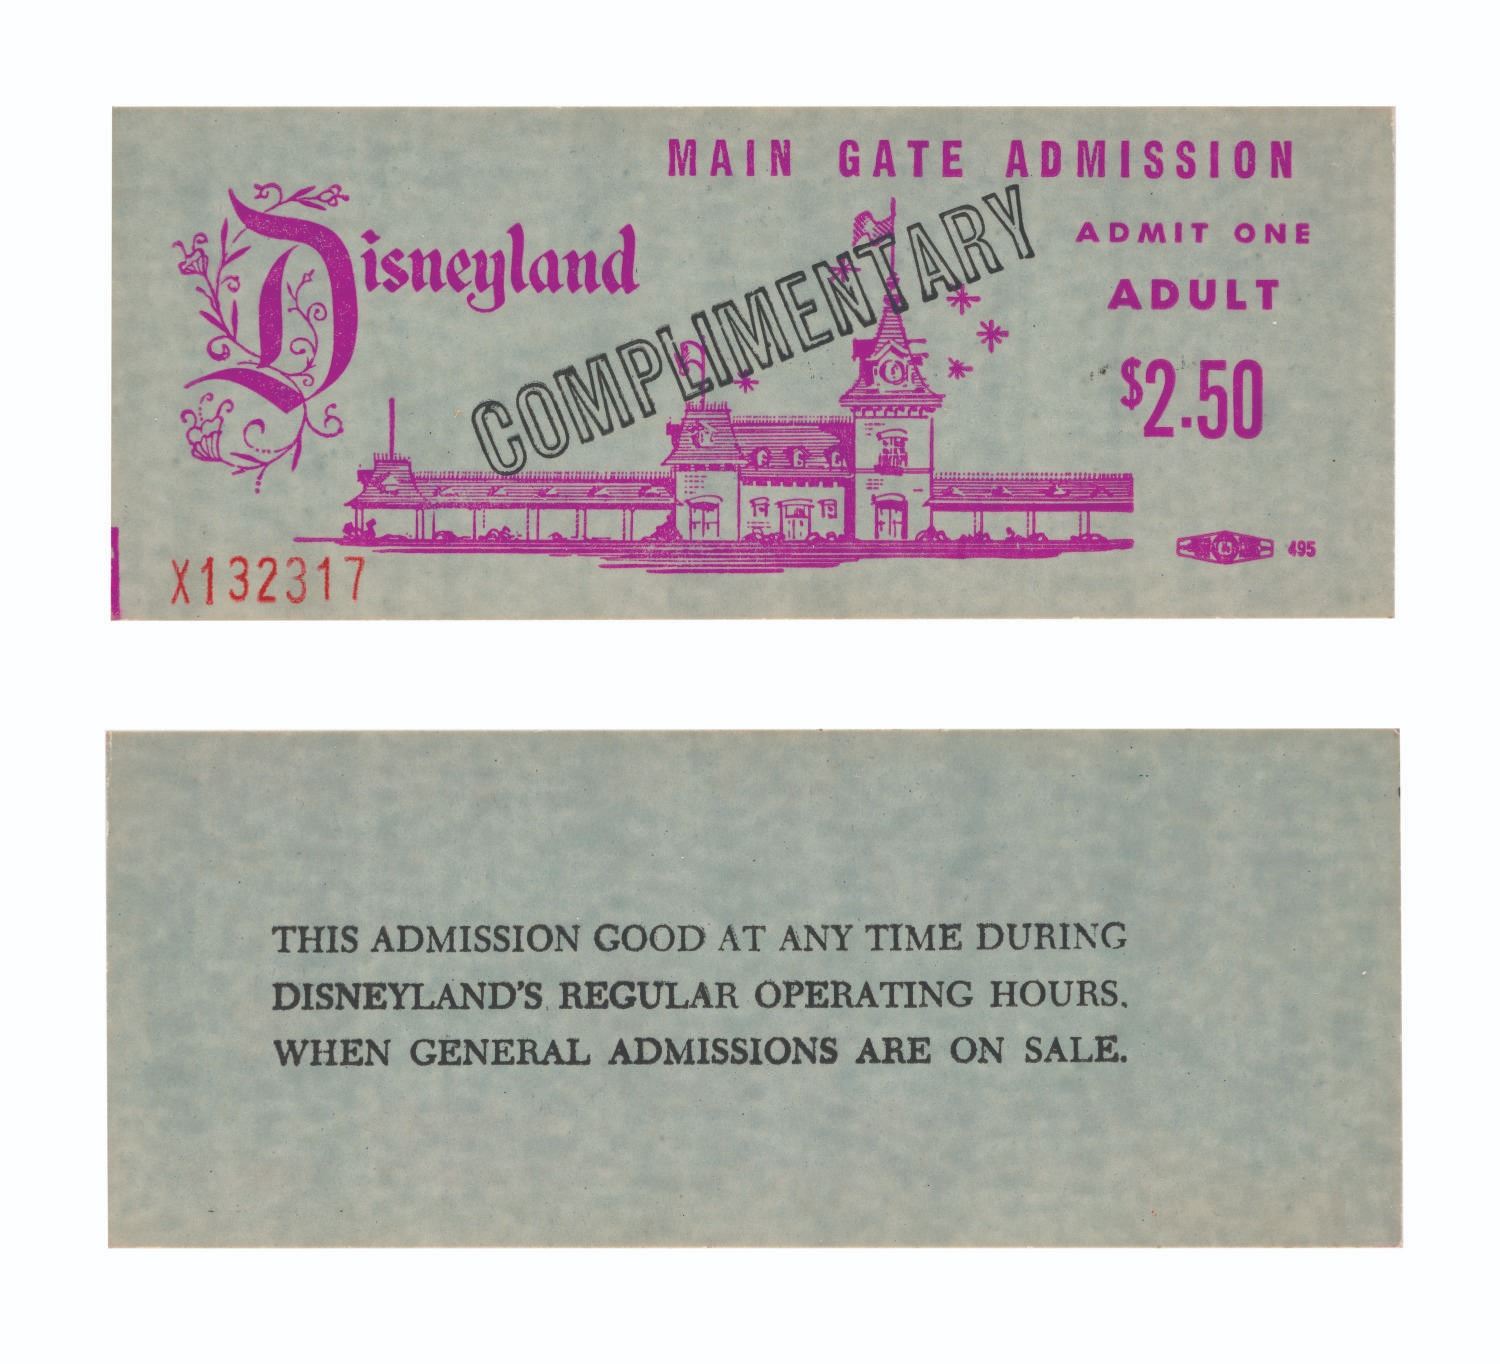 MAIN GATE ADMISSION
Disneyland
COMPLIMENTARY
ADMIT ONE
ADULT
$2.50
X132317
495
THIS ADMISSION GOOD AT ANY TIME DURING
DISNEYLAND'S REGULAR OPERATING HOURS.
WHEN GENERAL ADMISSIONS ARE ON SALE.